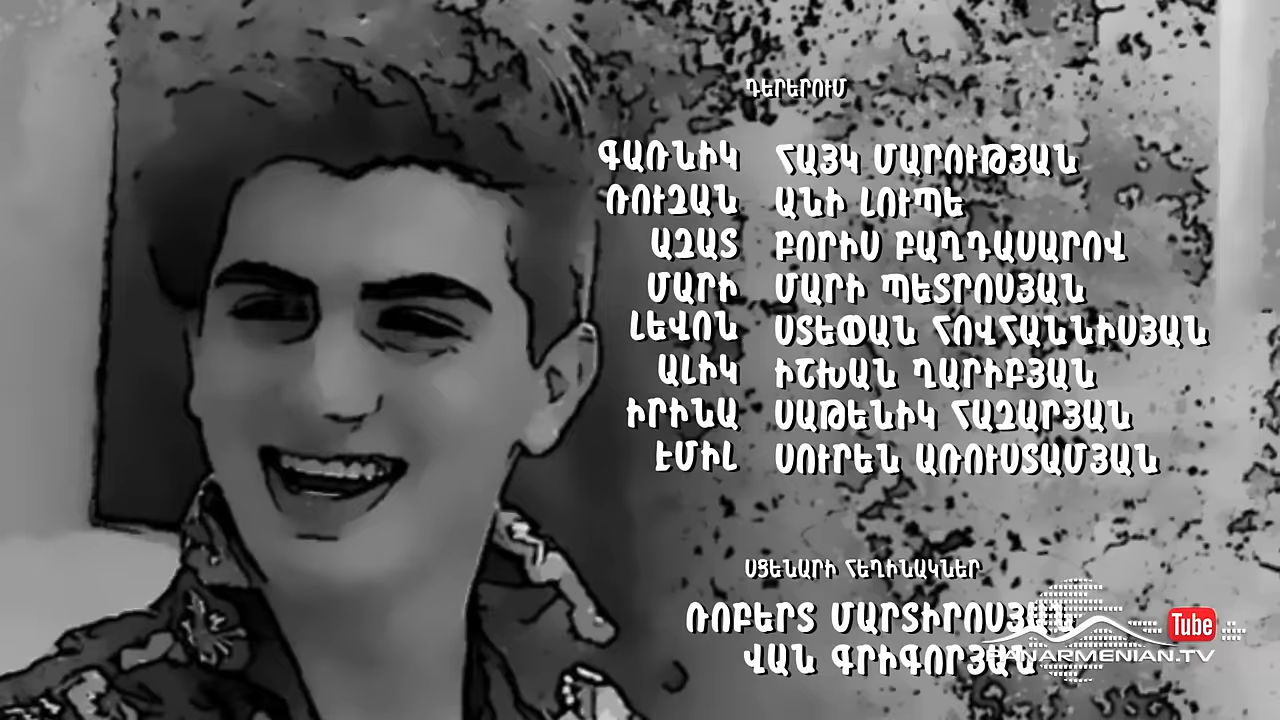 ԴԵՐԵՐՈՒՄ
ԳԱՌՆԻԿ ՀԱՅԿ ՄԱՐՈՒԹՅԱՆ
ՌՈՒԶԱՆ ԱՆԻ ԼՈՒՊԵ
ԱԶԱՏ ԲՈՐԻՍ ԲԱՂԴԱՍԱՐՈՎ
ՄԱՐԻ ՄԱՐԻ ՊԵՏՐՈՍՅԱՆ
ԼԵՎՈՆ ՍՏԵՓԱՆ ՀՈՎՀԱՆՆԻՍՅԱՆ
ԱԼԻԿ ԻՇԽԱՆ ՂԱՐԻԲՅԱՆ
ԻՐԻՆԱ ՍԱԹԵՆԻԿ ՀԱԶԱՐՅԱՆ
ԷՄԻԼ ՍՈՒՐԵՆ ԱՌՈՒՍՏԱՄՅԱՆ
ՍՑԵՆԱՐԻ ՀԵՂԻՆԱԿՆԵՐ
ՌՈԲԵՐՏ ՄԱՐՏԻՐՈՍՅԱՆ
ՎԱՆ ԳՐԻԳՈՐՅԱՆ
Tube
PANARMENIAN.TV